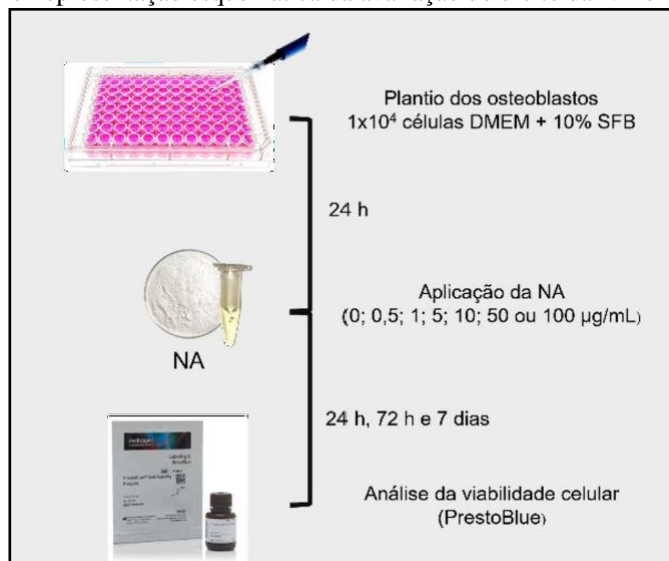 Plantio dos osteoblastos
1x10⁴ células DMEM + 10% SFB
24 h
Aplicação da NA
(0; 0,5; 1; 5; 10; 50 ou 100 µg/mL)
NA
24 h, 72 h e 7 dias
Análise da viabilidade celular
(PrestoBlue)